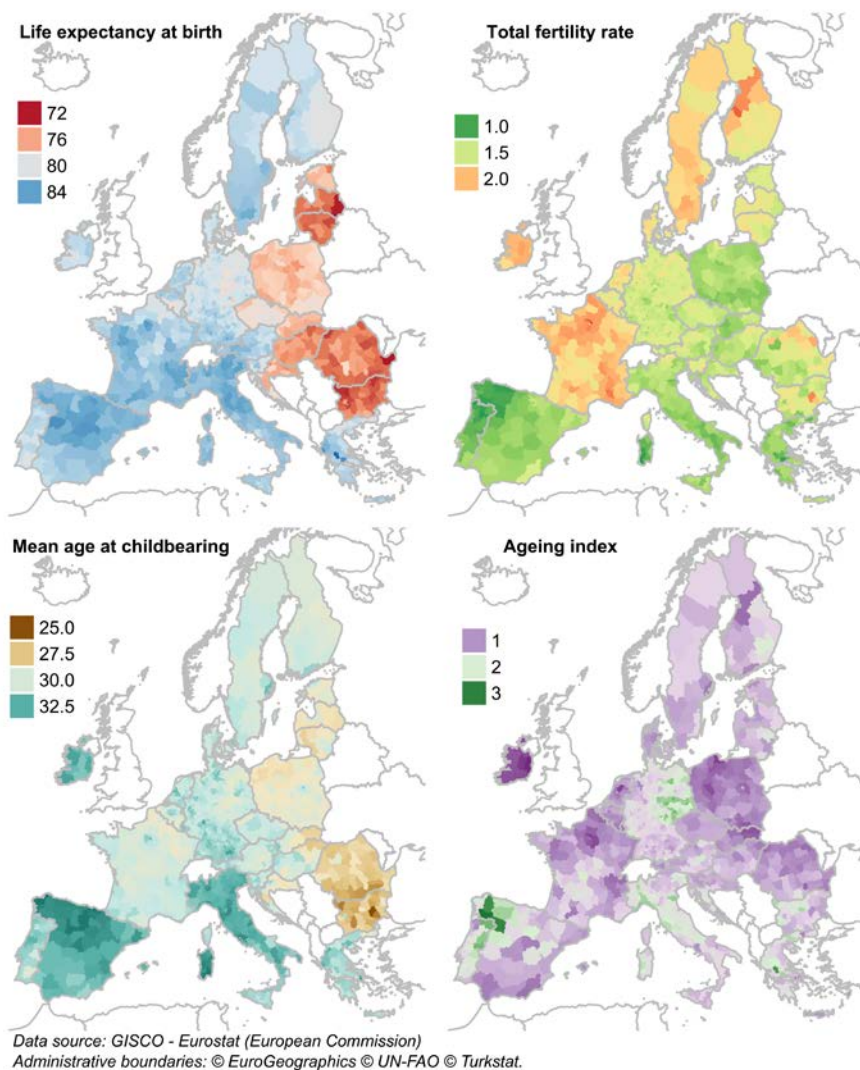 Life expectancy at birth
72
76
80
84
Total fertility rate
1.0
1.5
2.0
Mean age at childbearing
25.0
27.5
30.0
32.5
Ageing index
1
2
3
Data source: GISCO - Eurostat (European Commission)
Administrative boundaries: © EuroGeographics © UN-FAO © Turkstat.